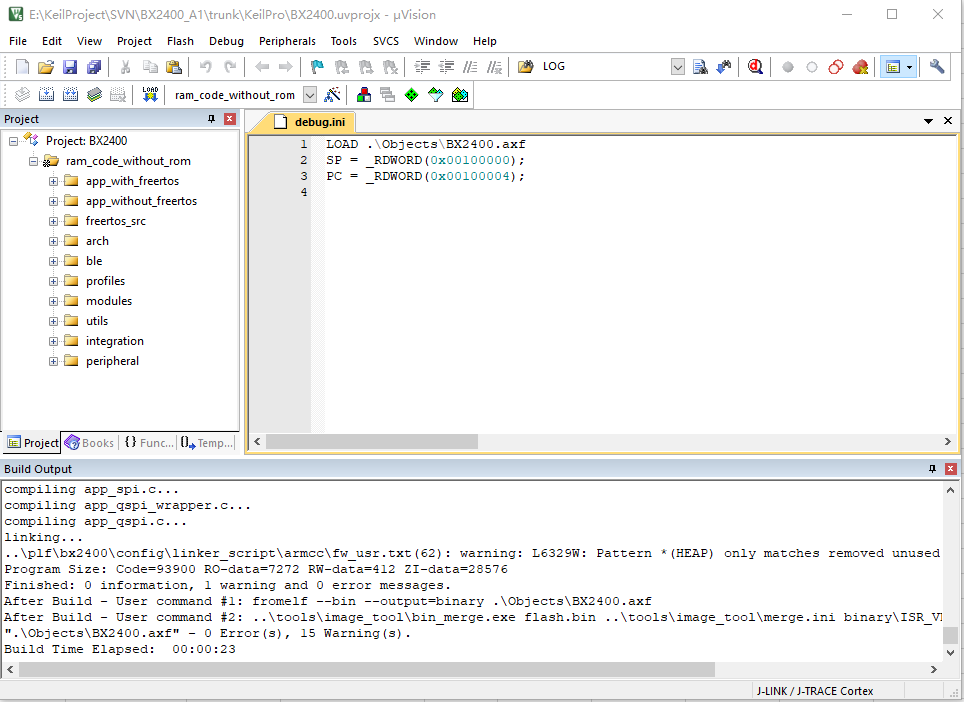 E:\KeilProject\SVN\BX2400_A1\trunk\KeilPro\BX2400.uvprojx - µVision
File Edit View Project Flash Debug Peripherals Tools SVCS Window Help
LOG
LOAD ram_code_without_rom
Project
debug.ini
Project: BX2400
ram_code_without_rom
app_with_freertos
app_without_freertos
freertos_src
arch
ble
profiles
modules
utils
integration
peripheral
1 LOAD .\Objects\BX2400.axf
2 SP = _RDWORD(0x00100000);
3 PC = _RDWORD(0x00100004);
4
Project Books {} Func... {} Temp...
Build Output
compiling app_spi.c...
compiling app_qspi_wrapper.c...
compiling app_qspi.c...
linking...
..\plf\bx2400\config\linker_script\armcc\fw_usr.txt(62): warning: L6329W: Pattern *(HEAP) only matches removed unused
Program Size: Code=93900 RO-data=7272 RW-data=412 ZI-data=28576
Finished: 0 information, 1 warning and 0 error messages.
After Build - User command #1: fromelf --bin --output=binary .\Objects\BX2400.axf
After Build - User command #2: ..\tools\image_tool\bin_merge.exe flash.bin ..\tools\image_tool\merge.ini binary\ISR_VE
".\Objects\BX2400.axf" - 0 Error(s), 15 Warning(s).
Build Time Elapsed:  00:00:23
J-LINK / J-TRACE Cortex